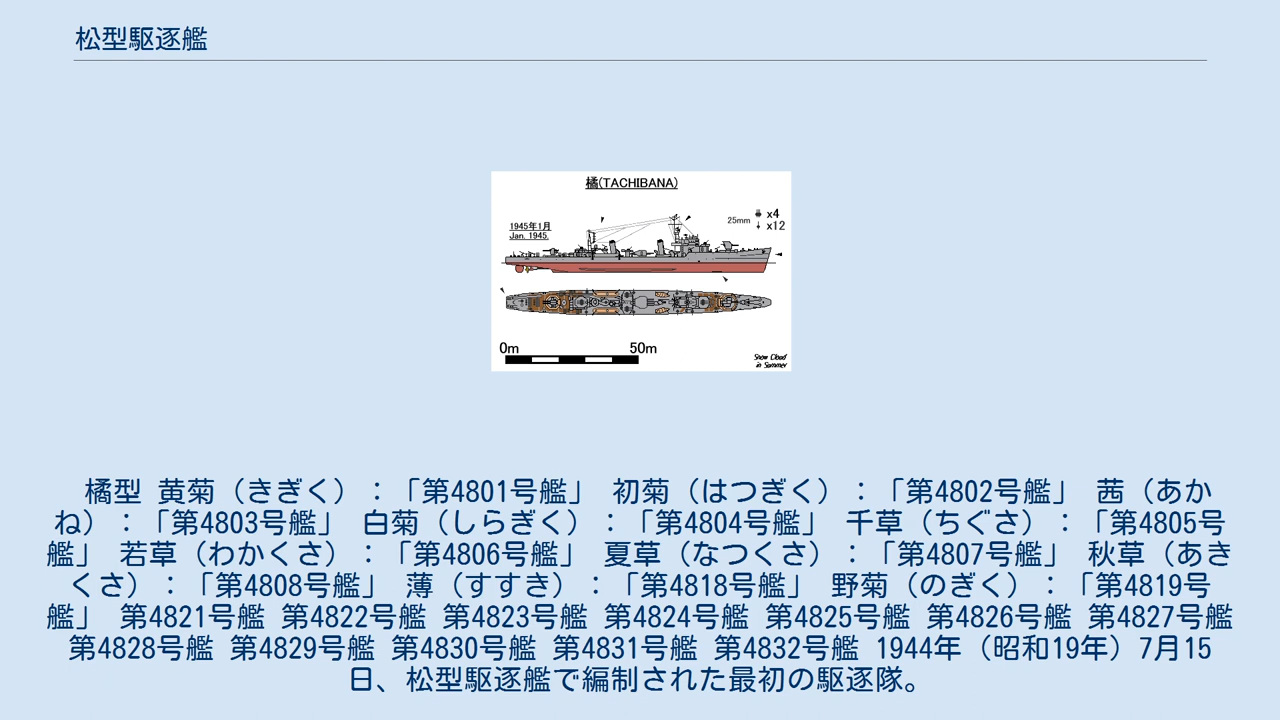 松型駆逐艦
橘(TACHIBANA)
1945年1月
Jan. 1945.
25mm
x4
x12
0m
50m
Snow Cloud
in Summer
橘型 黄菊（きぎく）：「第4801号艦」 初菊（はつぎく）：「第4802号艦」 茜（あか
ね）：「第4803号艦」 白菊（しらぎく）：「第4804号艦」 千草（ちぐさ）：「第4805号
艦」 若草（わかくさ）：「第4806号艦」 夏草（なつくさ）：「第4807号艦」 秋草（あき
くさ）：「第4808号艦」 薄（すすき）：「第4818号艦」 野菊（のぎく）：「第4819号
艦」 第4821号艦 第4822号艦 第4823号艦 第4824号艦 第4825号艦 第4826号艦 第4827号艦
第4828号艦 第4829号艦 第4830号艦 第4831号艦 第4832号艦 1944年（昭和19年）7月15
日、松型駆逐艦で編制された最初の駆逐隊。